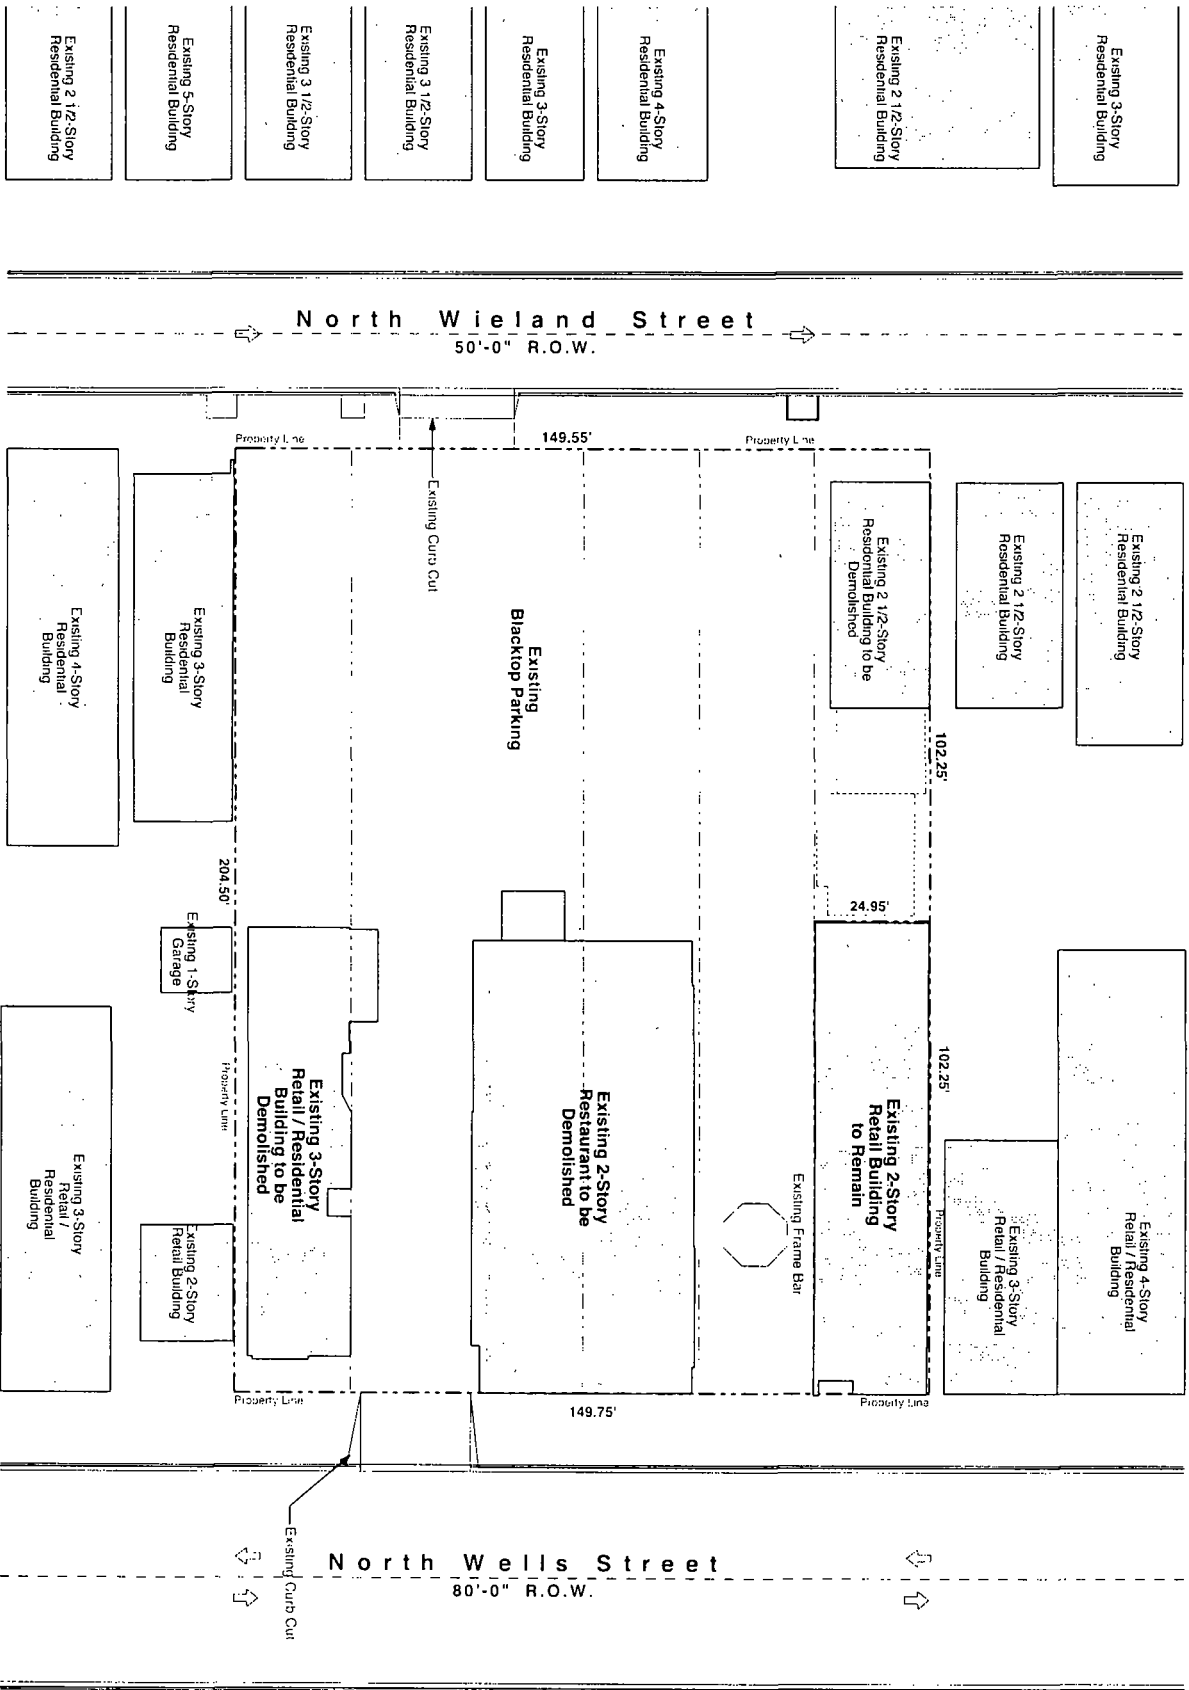 Existing 2 1/2-Story
Residential Building
Existing 5-Story
Residential Building
Existing 3 1/2-Story
Residential Building
Existing 3 1/2-Story
Residential Building
Existing 3-Story
Residential Building
Existing 4-Story
Residential Building
Existing 2 1/2-Story
Residential Building
Existing 3-Story
Residential Building
North Wieland Street
50'-0" R.O.W.
Property Line
149.55'
Property Line
Existing Curb Cut
Existing 4-Story
Residential
Building
Existing 3-Story
Residential
Building
Existing
Blacktop Parking
Existing 2 1/2-Story
Residential Building to be
Demolished
Existing 2 1/2-Story
Residential Building
Existing 2 1/2-Story
Residential Building
102.25'
204.50'
24.95'
Existing 1-Story
Garage
Property Line
102.25'
Existing 3-Story
Retail /
Residential
Building
Existing 2-Story
Retail Building
Existing 3-Story
Retail / Residential
Building to be
Demolished
Existing 2-Story
Restaurant to be
Demolished
Existing Frame Bar
Existing 2-Story
Retail Building
to Remain
Property Line
Existing 3-Story
Retail / Residential
Building
Existing 4-Story
Retail / Residential
Building
Property Line
149.75'
Property Line
Existing Curb Cut
North Wells Street
80'-0" R.O.W.